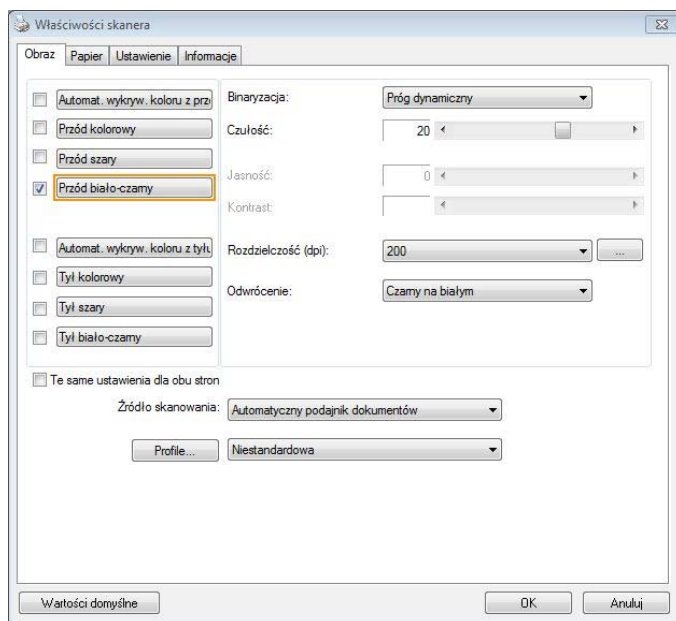 Właściwości skanera
Obraz Papier Ustawienie Informacje
Automat. wykryw. koloru z prz
Przód kolorowy
Przód szary
Przód biało-czarny
Automat. wykryw. koloru z tyłu
Tył kolorowy
Tył szary
Tył biało-czarny
Binaryzacja: Próg dynamiczny
Czułość: 20
Jasność: 0
Kontrast:
Rozdzielczość (dpi): 200 ...
Odwrócenie: Czarny na białym
Te same ustawienia dla obu stron
Źródło skanowania: Automatyczny podajnik dokumentów
Profile... Niestandardowa
Wartości domyślne OK Anuluj